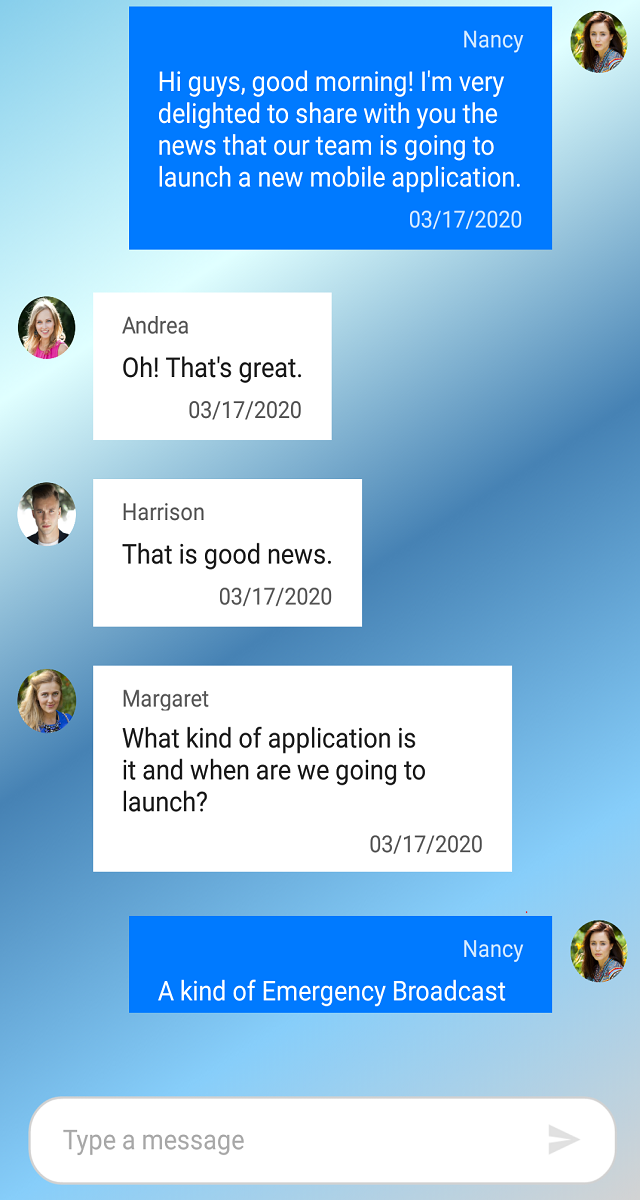 Nancy
Hi guys, good morning! I'm very
delighted to share with you the
news that our team is going to
launch a new mobile application.
03/17/2020
Andrea
Oh! That's great.
03/17/2020
Harrison
That is good news.
03/17/2020
Margaret
What kind of application is
it and when are we going to
launch?
03/17/2020
Nancy
A kind of Emergency Broadcast
Type a message